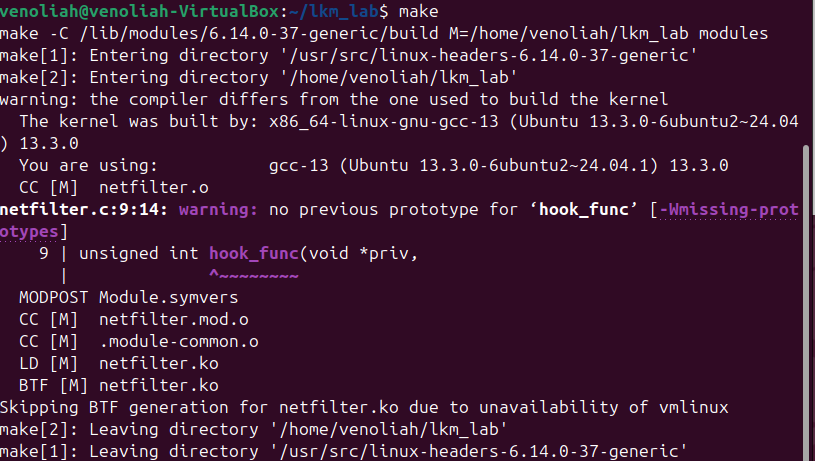 venoliah@venoliah-VirtualBox:~/lkm_lab$ make
make -C /lib/modules/6.14.0-37-generic/build M=/home/venoliah/lkm_lab modules
make[1]: Entering directory '/usr/src/linux-headers-6.14.0-37-generic'
make[2]: Entering directory '/home/venoliah/lkm_lab'
warning: the compiler differs from the one used to build the kernel
  The kernel was built by: x86_64-linux-gnu-gcc-13 (Ubuntu 13.3.0-6ubuntu2~24.04
) 13.3.0
  You are using:           gcc-13 (Ubuntu 13.3.0-6ubuntu2~24.04.1) 13.3.0
  CC [M]  netfilter.o
netfilter.c:9:14: warning: no previous prototype for ‘hook_func’ [-Wmissing-prot
otypes]
    9 | unsigned int hook_func(void *priv,
      |              ^~~~~~~~~
  MODPOST Module.symvers
  CC [M]  netfilter.mod.o
  CC [M]  .module-common.o
  LD [M]  netfilter.ko
  BTF [M] netfilter.ko
Skipping BTF generation for netfilter.ko due to unavailability of vmlinux
make[2]: Leaving directory '/home/venoliah/lkm_lab'
make[1]: Leaving directory '/usr/src/linux-headers-6.14.0-37-generic'